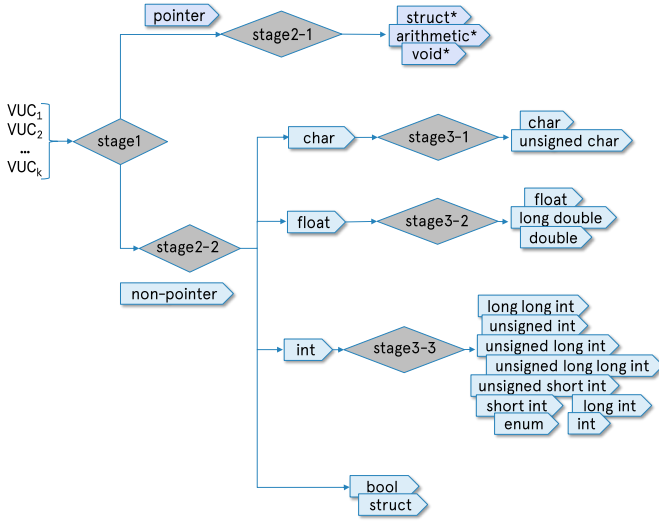 pointer
stage2-1
struct*
arithmetic*
void*
VUC1
VUC2
...
VUCk
stage1
char
stage3-1
char
unsigned char
float
stage3-2
float
long double
double
stage2-2
non-pointer
int
stage3-3
long long int
unsigned int
unsigned long int
unsigned long long int
unsigned short int
short int
long int
enum
int
bool
struct